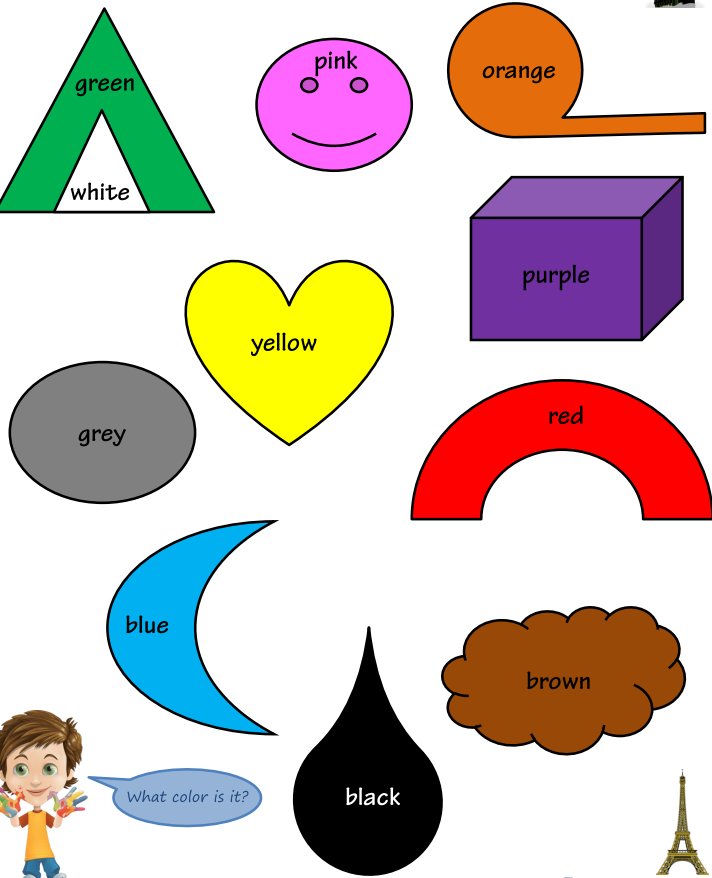 pink
orange
green
white
purple
yellow
red
grey
blue
brown
What color is it?
black